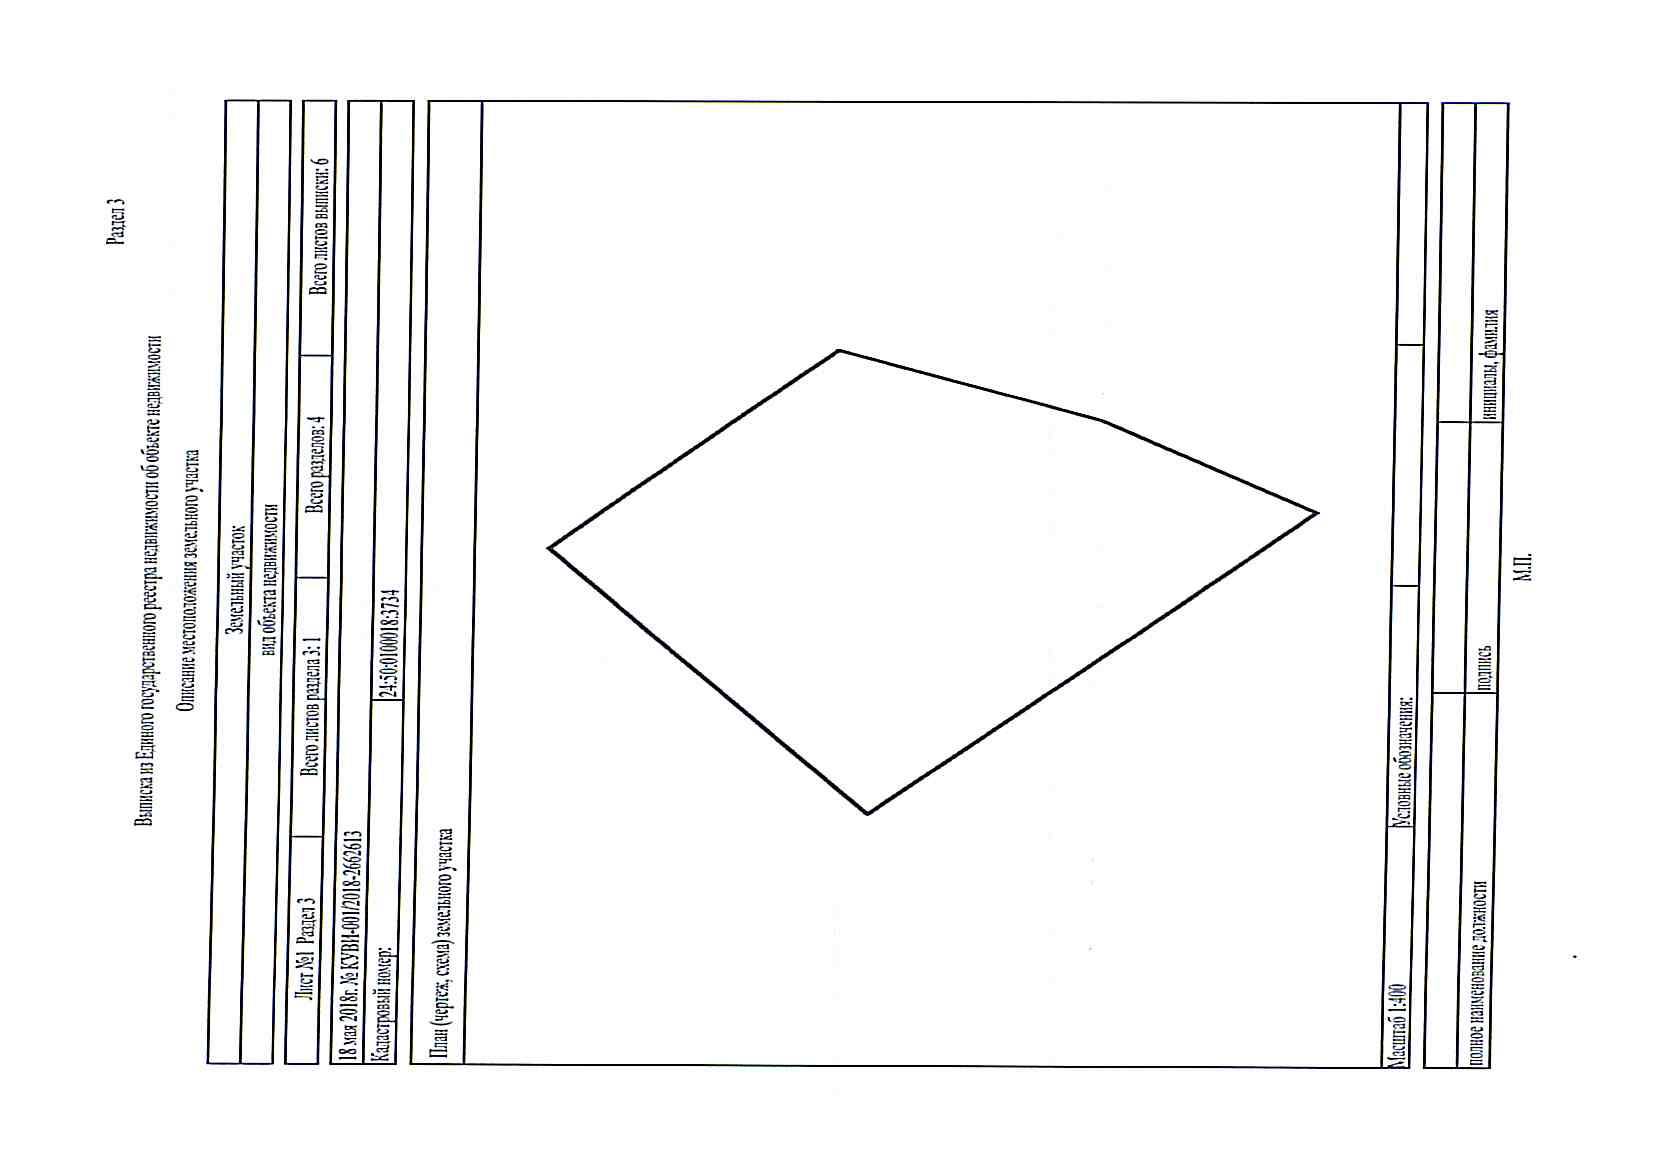 Раздел 3
Выписка из Единого государственного реестра недвижимости об объекте недвижимости
Описание местоположения земельного участка
Земельный участок
вид объекта недвижимости
Лист №1 Раздел 3 Всего листов раздела 3: 1 Всего разделов: 4 Всего листов выписки: 6
18 мая 2018г. № КУВИ-001/2018-2662613
Кадастровый номер: 24:50:0100018:3734
План (чертеж, схема) земельного участка
Масштаб 1:400 Условные обозначения:
полное наименование должности подпись инициалы, фамилия
М.П.